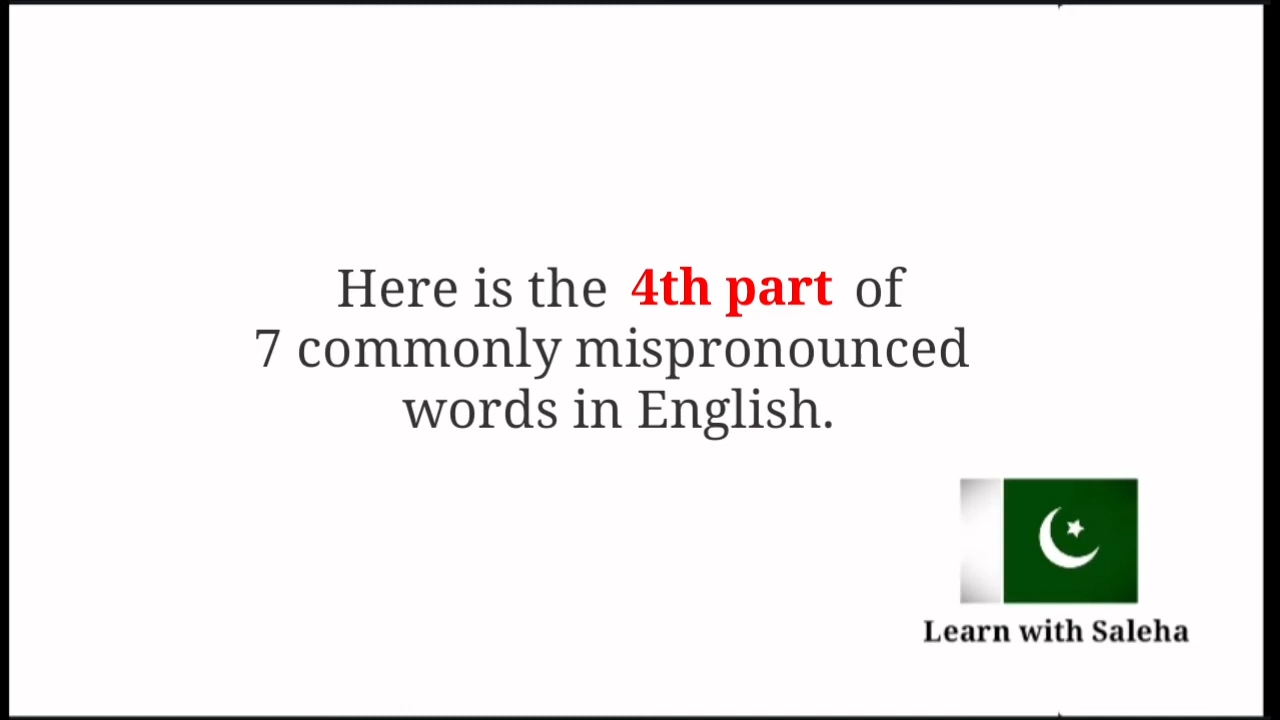 Here is the 4th part of
7 commonly mispronounced
words in English.
Learn with Saleha